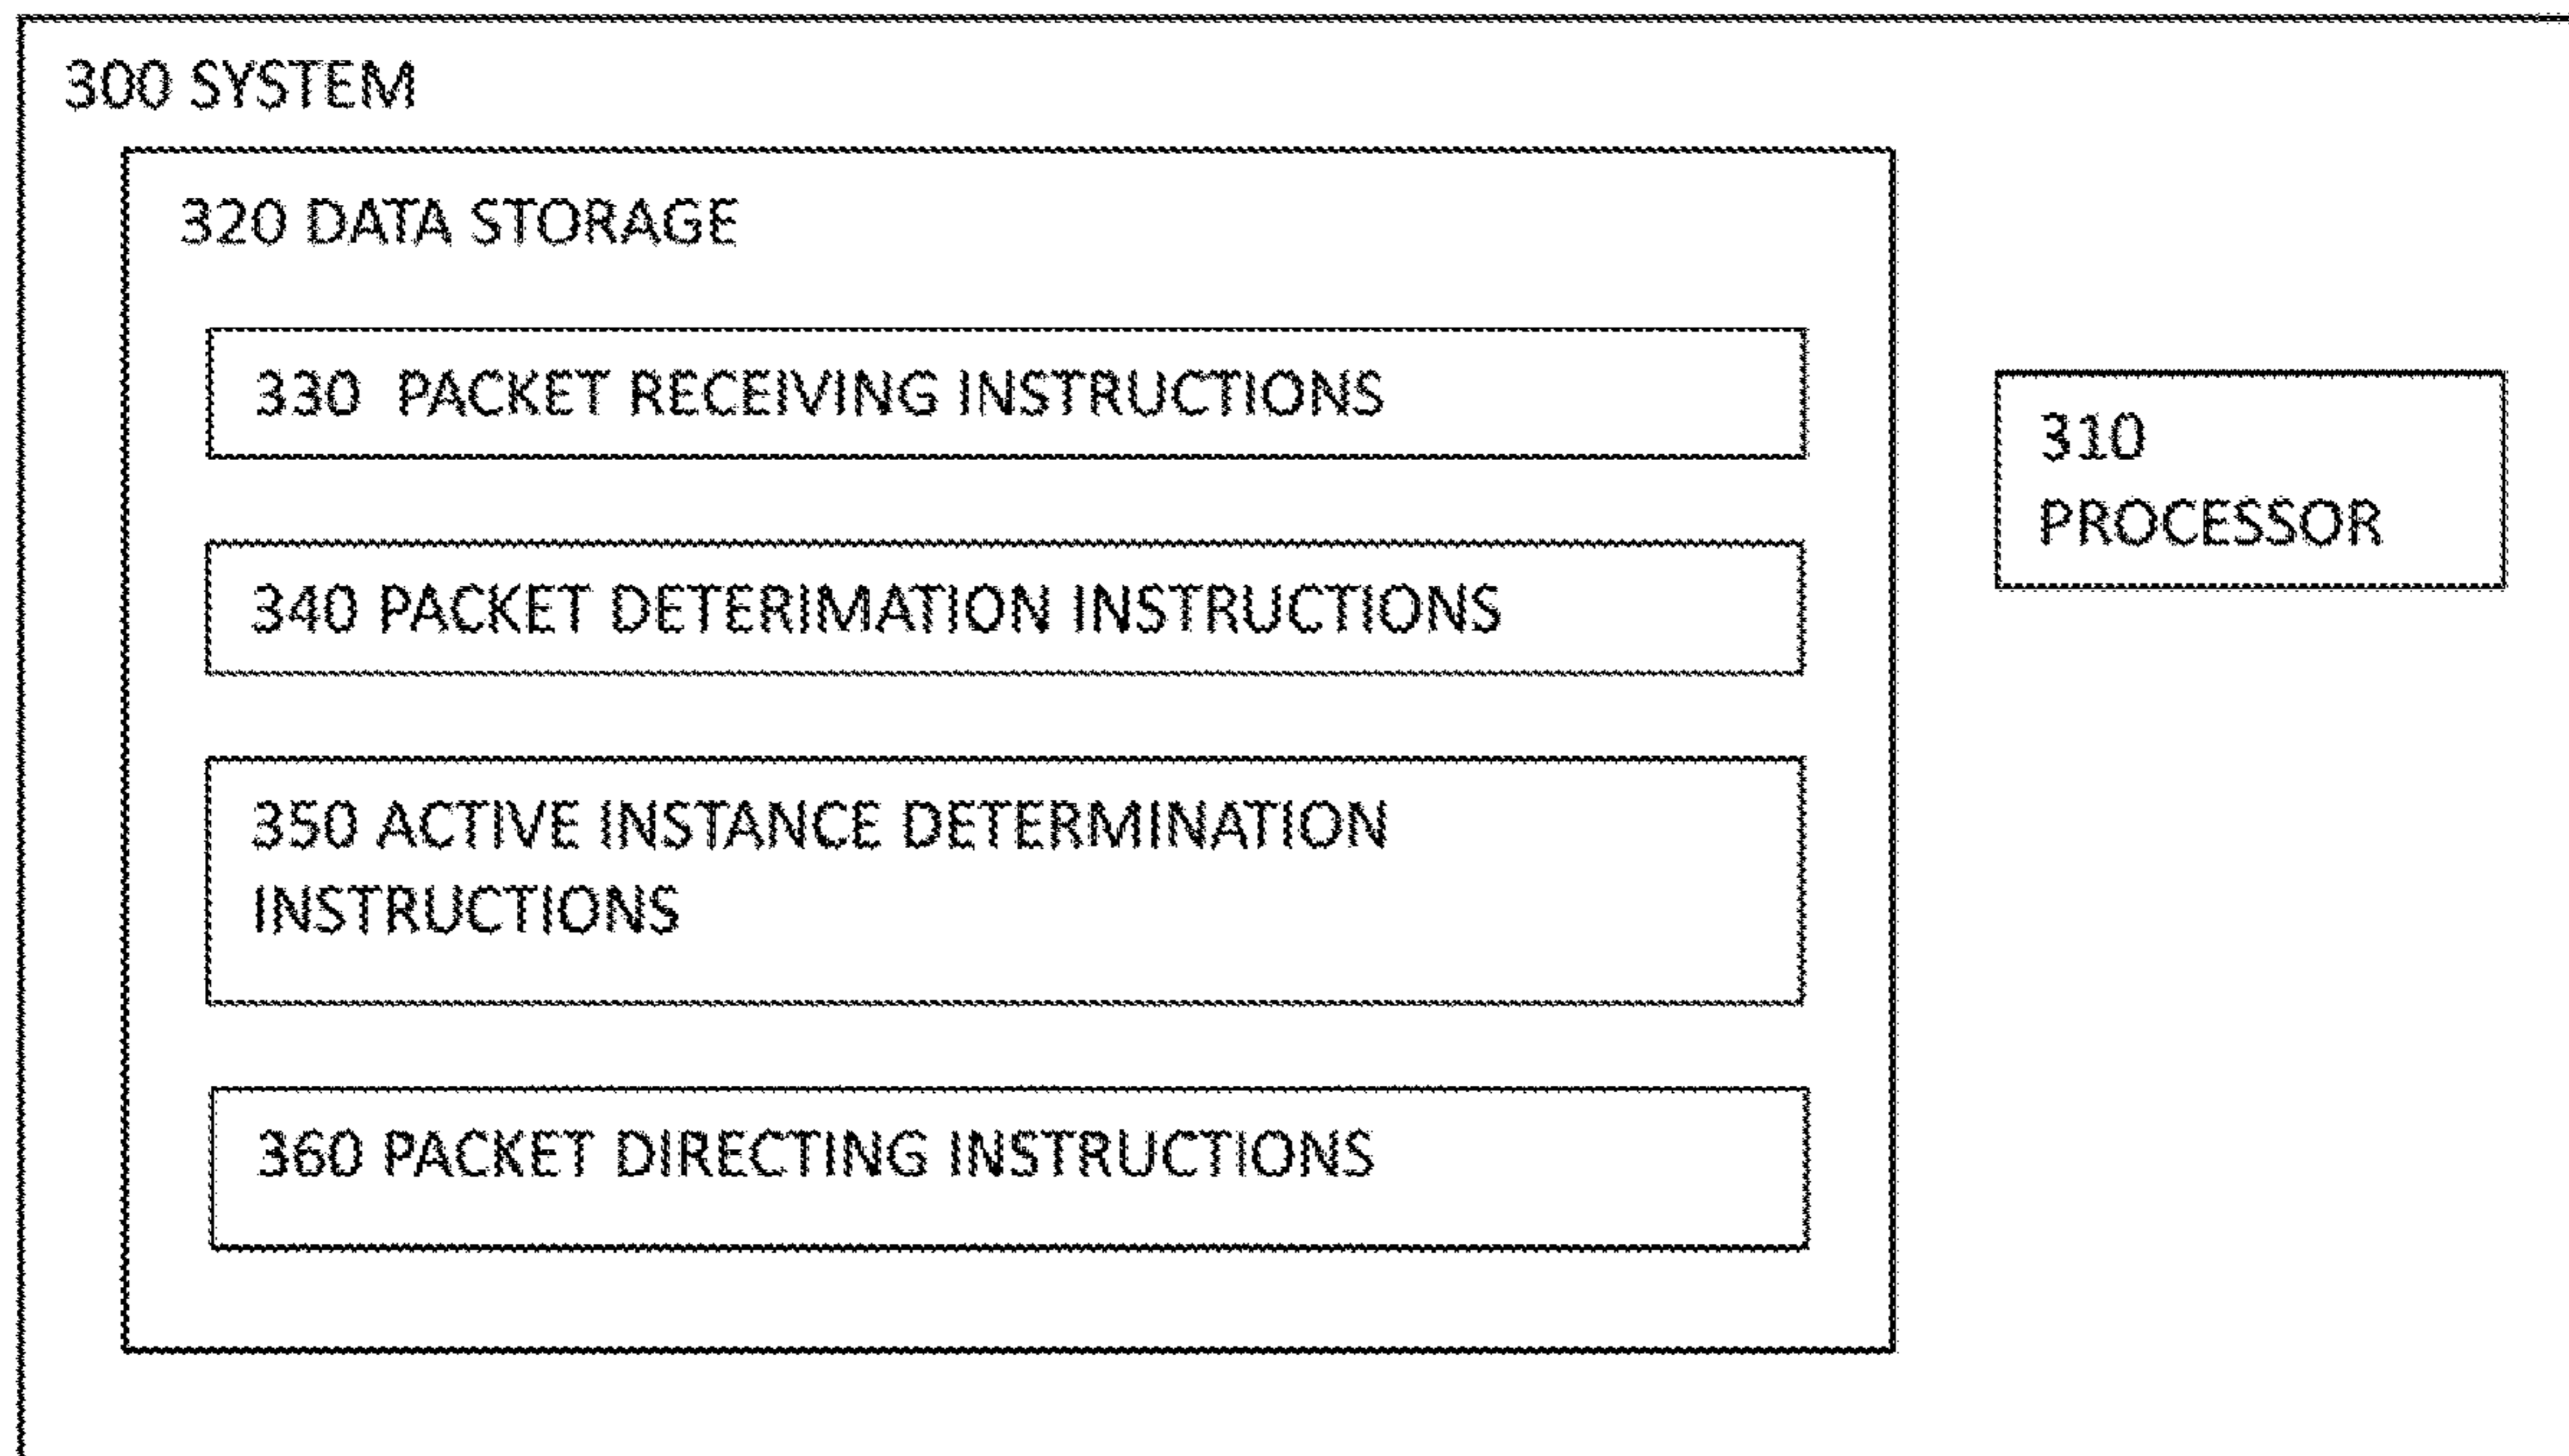 300 SYSTEM
320 DATA STORAGE
330 PACKET RECEIVING INSTRUCTIONS
310
PROCESSOR
340 PACKET DETERIMATION INSTRUCTIONS
350 ACTIVE INSTANCE DETERMINATION
INSTRUCTIONS
360 PACKET DIRECTING INSTRUCTIONS